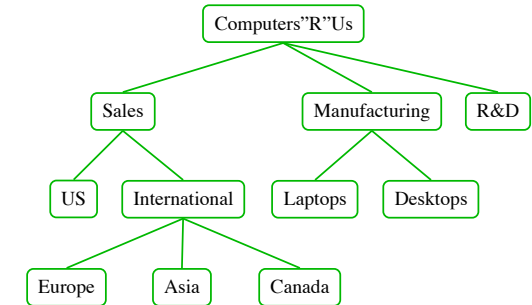 Computers”R”Us
Sales
Manufacturing
R&D
US
International
Laptops
Desktops
Europe
Asia
Canada